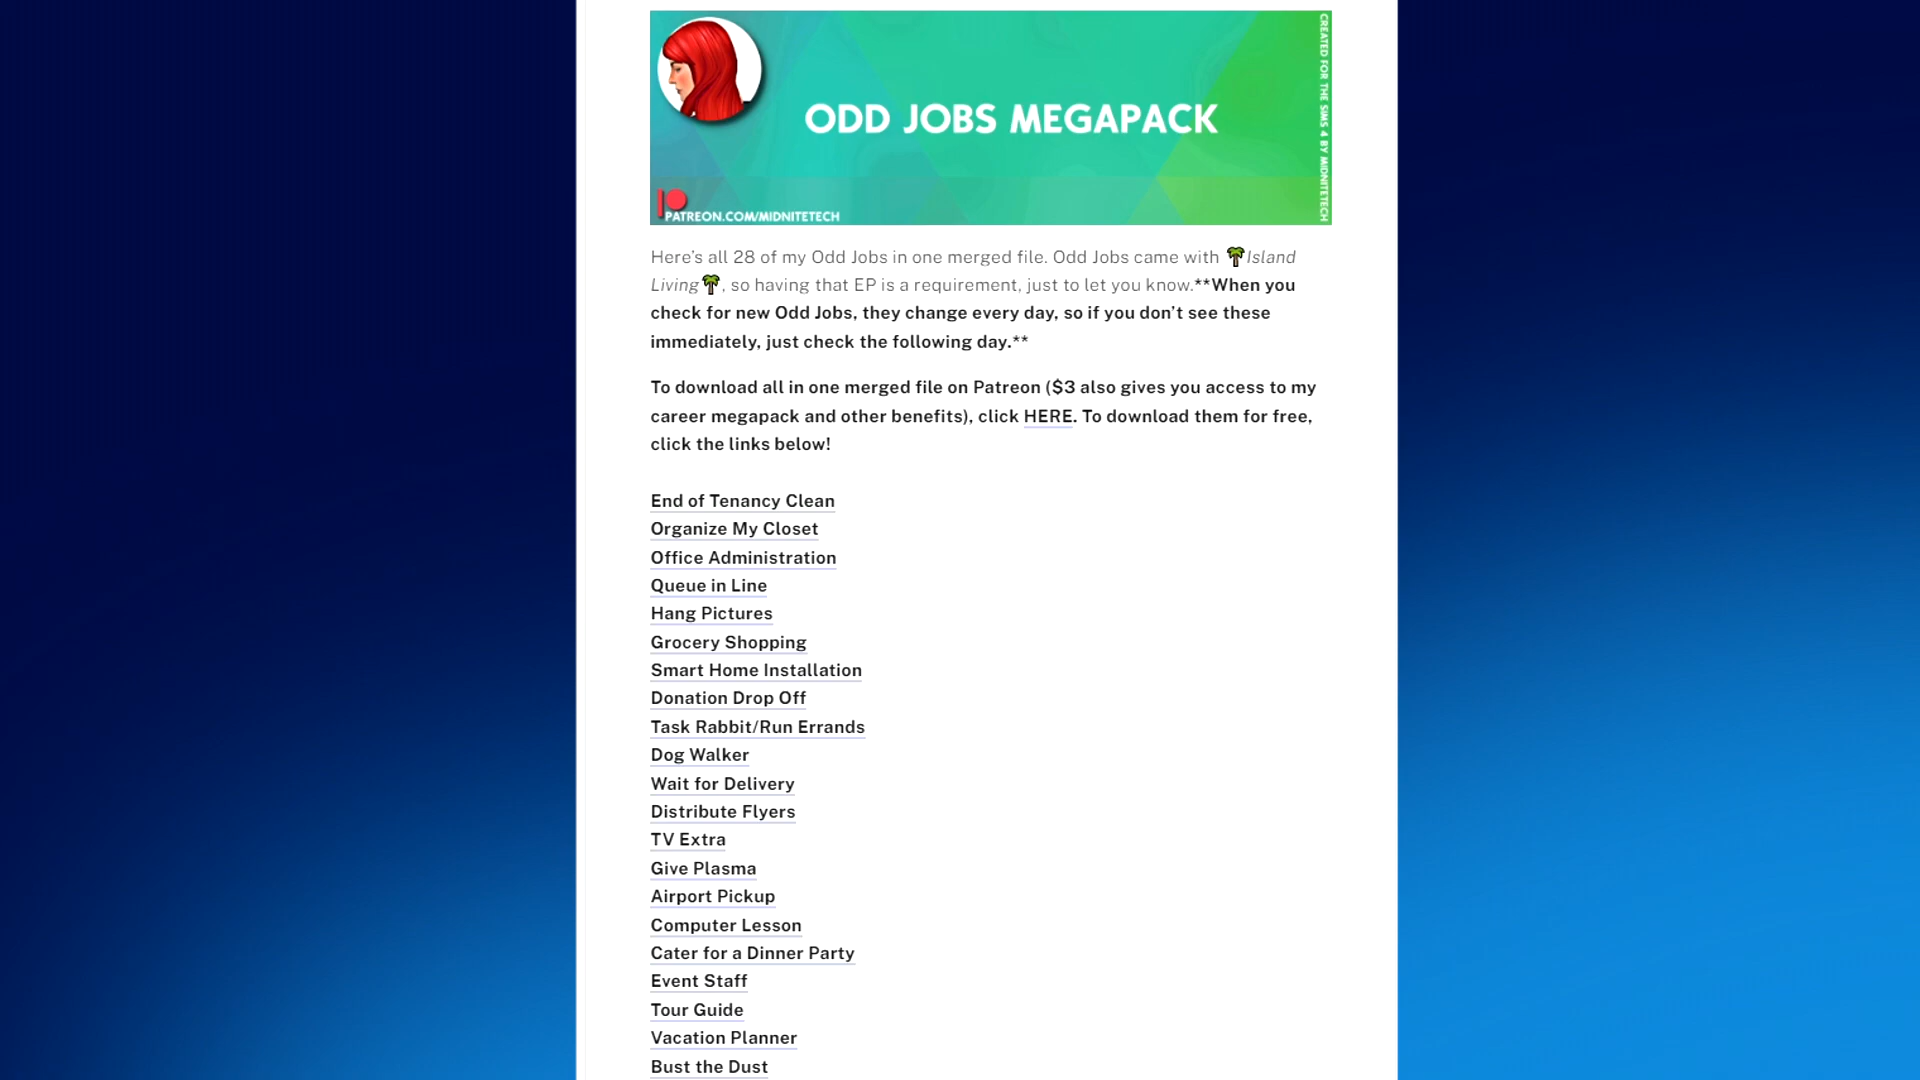 ODD JOBS MEGAPACK
CREATED FOR THE SIMS 4 BY MIDNITETECH
PATREON.COM/MIDNITETECH
Here's all 28 of my Odd Jobs in one merged file. Odd Jobs came with 🌴Island
Living🌴, so having that EP is a requirement, just to let you know.**When you
check for new Odd Jobs, they change every day, so if you don't see these
immediately, just check the following day.**
To download all in one merged file on Patreon ($3 also gives you access to my
career megapack and other benefits), click HERE. To download them for free,
click the links below!
End of Tenancy Clean
Organize My Closet
Office Administration
Queue in Line
Hang Pictures
Grocery Shopping
Smart Home Installation
Donation Drop Off
Task Rabbit/Run Errands
Dog Walker
Wait for Delivery
Distribute Flyers
TV Extra
Give Plasma
Airport Pickup
Computer Lesson
Cater for a Dinner Party
Event Staff
Tour Guide
Vacation Planner
Bust the Dust